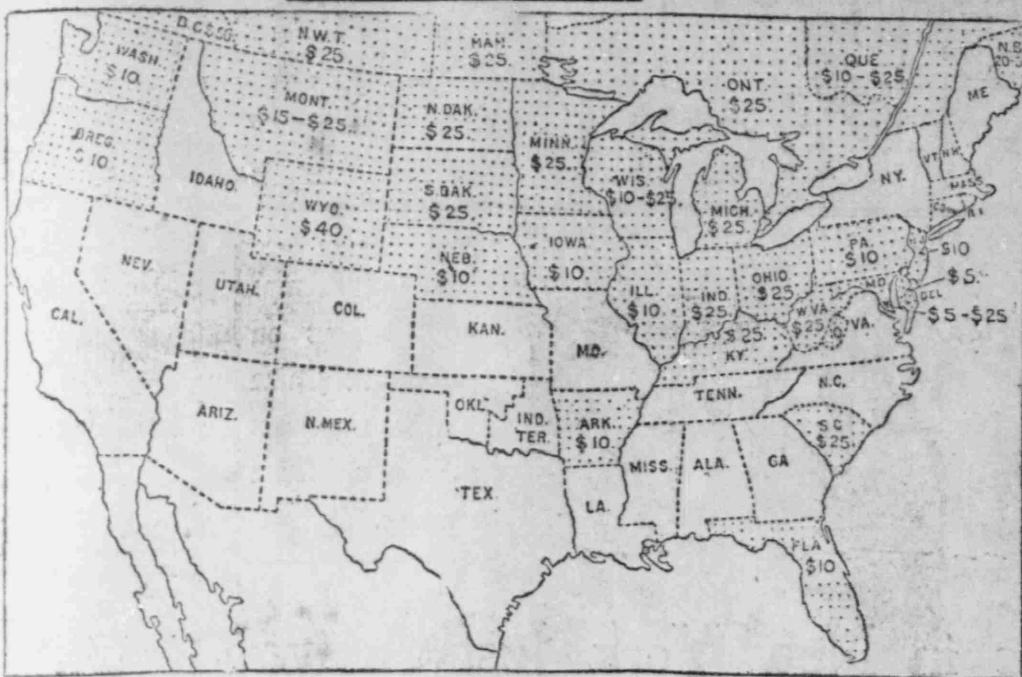 WASH.
$10.
N.W.T.
$25.
MAN.
$25.
ONT.
$25.
QUE
$10-$25
N.B.
ME
MONT.
$15-$25.
N.DAK.
$25.
MINN.
$25.
OREG.
$10.
IDAHO.
WYO.
$40.
S.DAK.
$25.
WIS.
$10-$25.
MICH.
$25.
N.Y.
VT.
N.H.
MASS
R.I.
IOWA
$10.
NEB.
$10.
PA.
$10.
$10
$5
NEV.
UTAH.
COL.
KAN.
ILL.
$10.
IND.
$25.
OHIO
$25.
W.VA.
$25.
MD.
DEL
$5-$25
VA.
CAL.
MO.
$25.
KY.
TENN.
N.C.
ARIZ.
N.MEX.
OKL.
IND.
TER.
ARK.
$10.
S.C.
$25.
TEX.
LA.
MISS.
ALA.
GA
FLA
$10